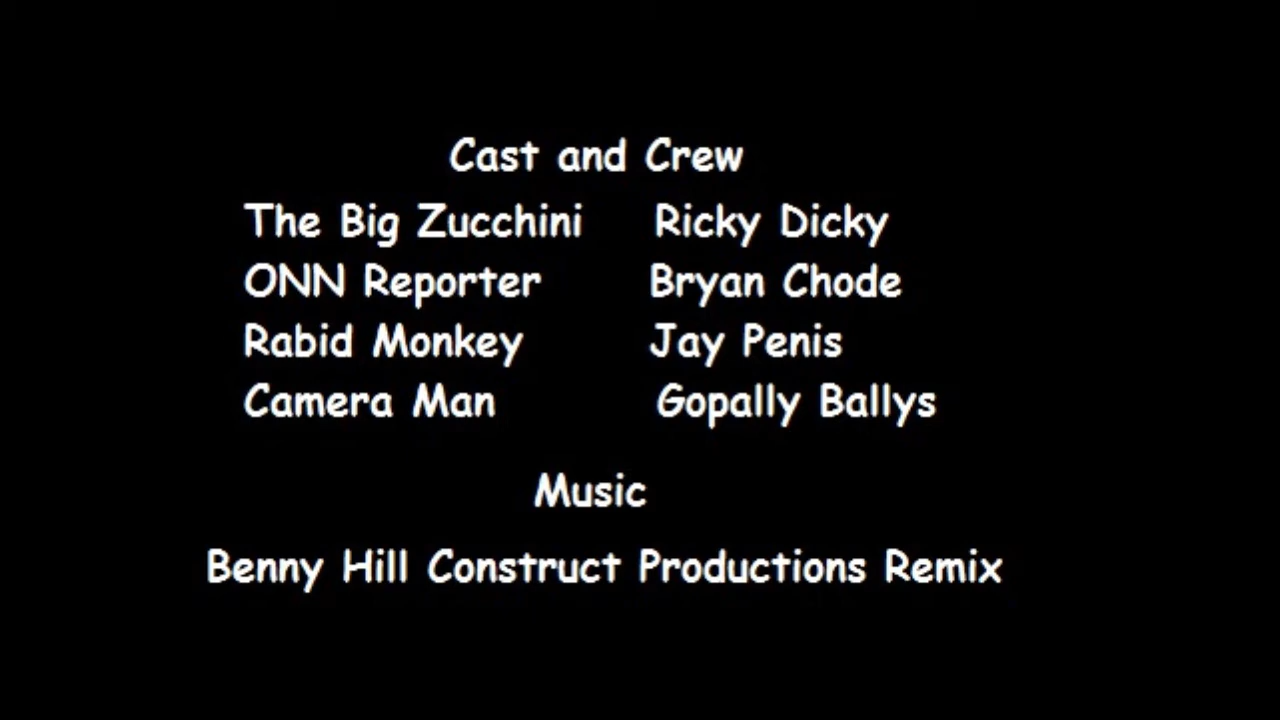 Cast and Crew
The Big Zucchini Ricky Dicky
ONN Reporter Bryan Chode
Rabid Monkey Jay Penis
Camera Man Gopally Ballys
Music
Benny Hill Construct Productions Remix